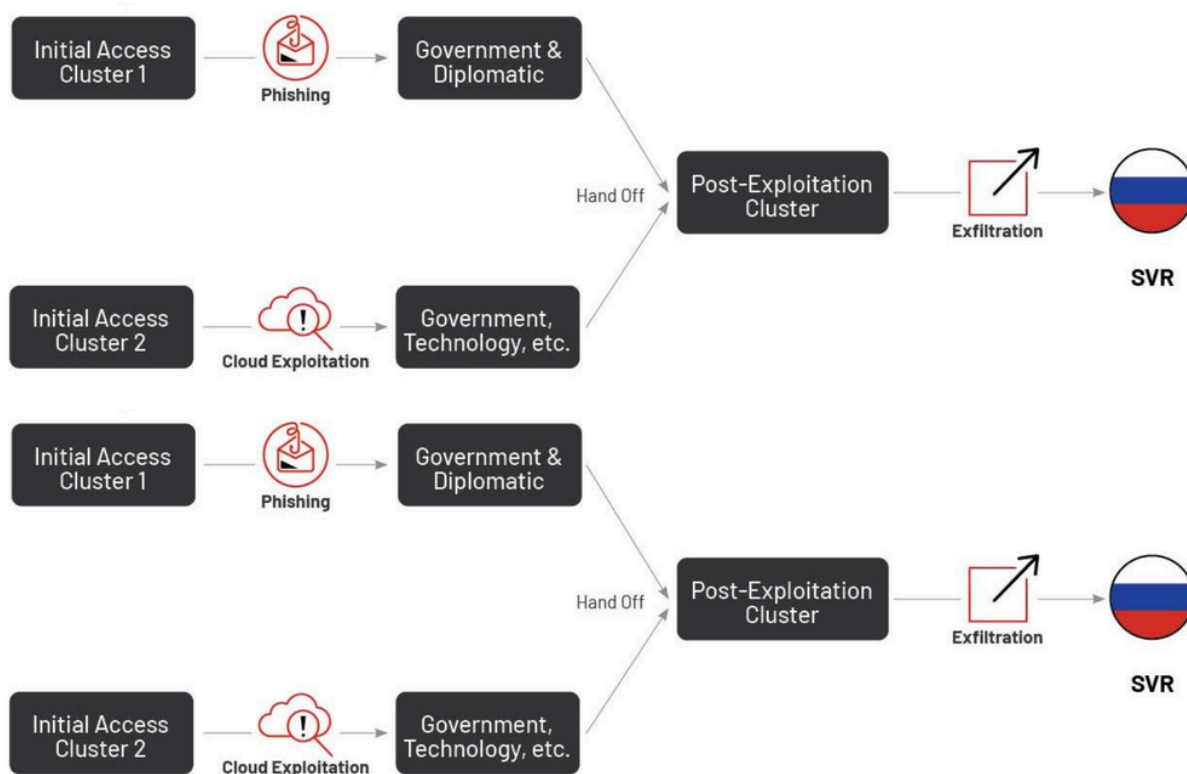 Initial Access
Cluster 1
Phishing
Government &
Diplomatic
Hand Off
Post-Exploitation
Cluster
Exfiltration
SVR
Initial Access
Cluster 2
Cloud Exploitation
Government,
Technology, etc.
Initial Access
Cluster 1
Phishing
Government &
Diplomatic
Hand Off
Post-Exploitation
Cluster
Exfiltration
SVR
Initial Access
Cluster 2
Cloud Exploitation
Government,
Technology, etc.